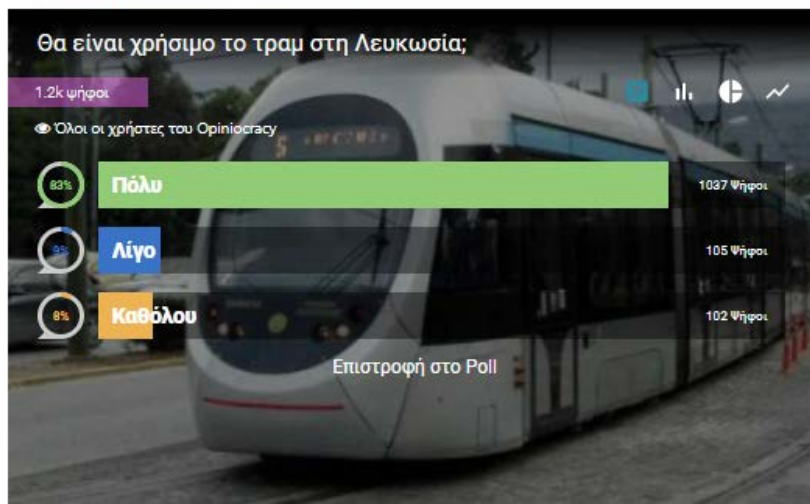 Θα είναι χρήσιμο το τραμ στη Λευκωσία;
1.2k ψήφοι
Όλοι οι χρήστες του Opiniocracy
83% Πόλυ 1037 Ψήφοι
9% Λίγο 105 Ψήφοι
8% Καθόλου 102 Ψήφοι
Επιστροφή στο Poll